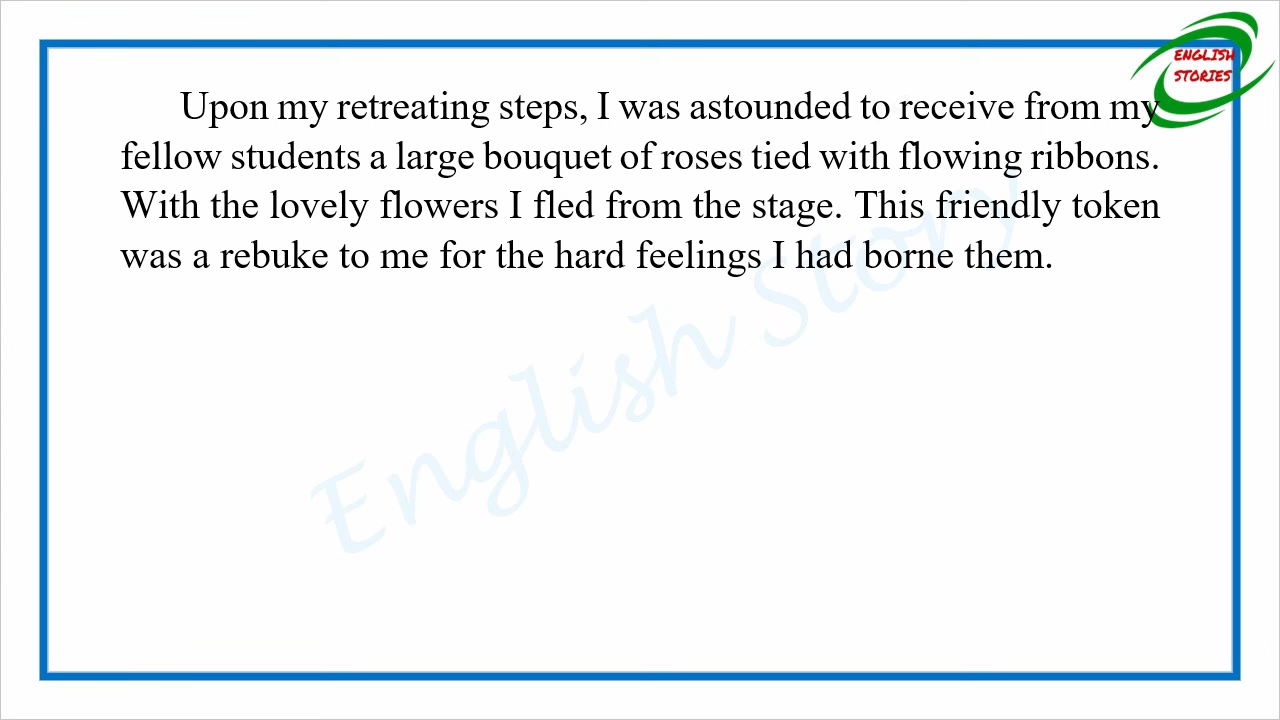 ENGLISH
STORIES
Upon my retreating steps, I was astounded to receive from my
fellow students a large bouquet of roses tied with flowing ribbons.
With the lovely flowers I fled from the stage. This friendly token
was a rebuke to me for the hard feelings I had borne them.
English Story